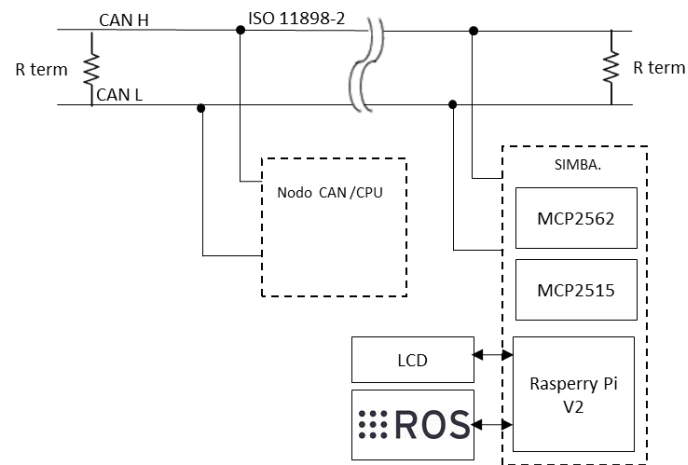 CAN H
ISO 11898-2
R term
R term
CAN L
SIMBA.
Nodo CAN /CPU
MCP2562
MCP2515
LCD
Rasperry Pi
V2
ROS